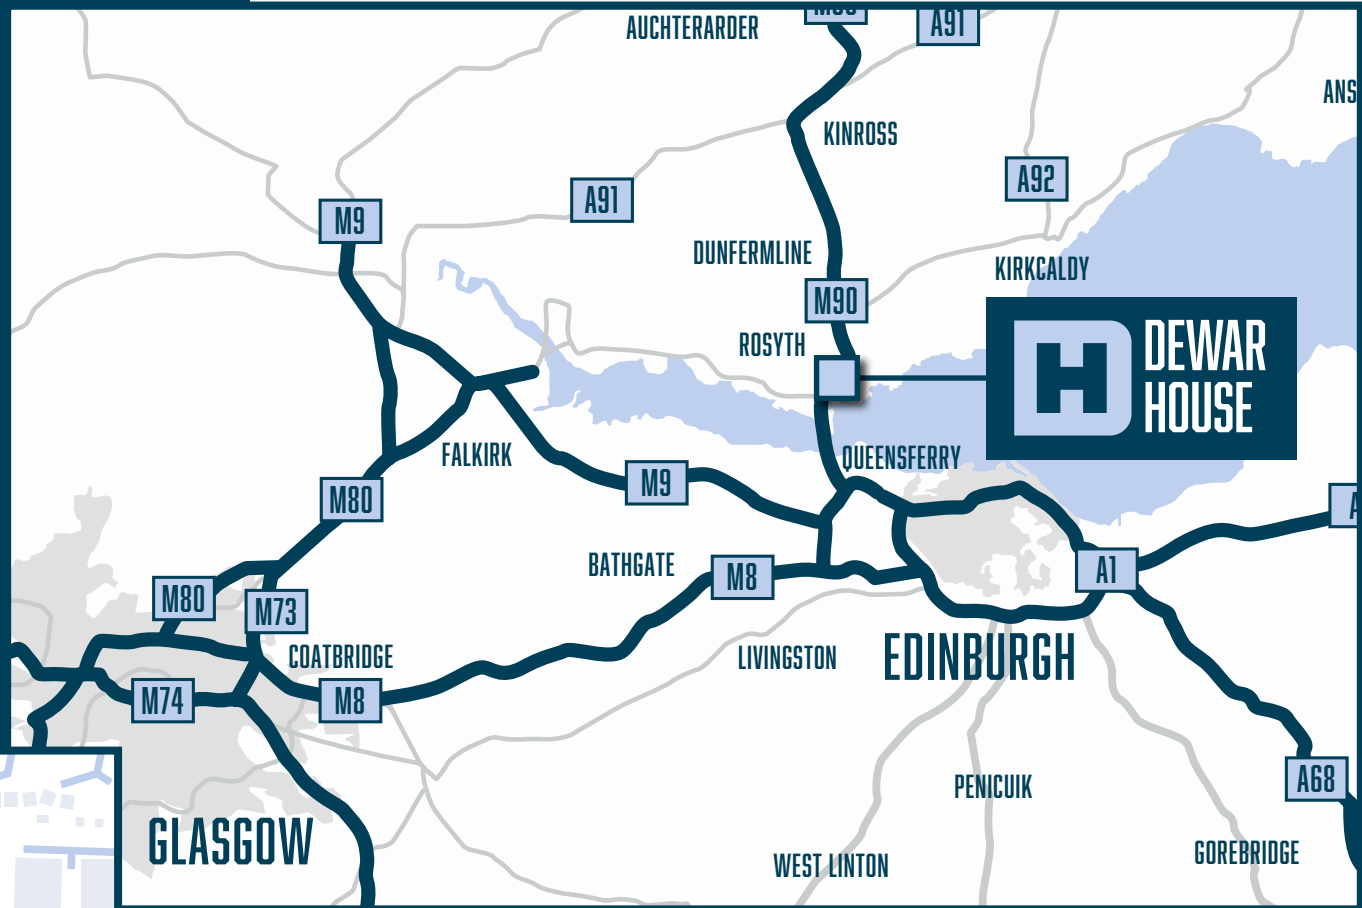 AUCHTERARDER
A91
KINROSS
A92
M9
A91
DUNFERMLINE
KIRKCALDY
M90
ROSYTH
H DEWAR
HOUSE
FALKIRK
QUEENSFERRY
M9
M80
BATHGATE
M8
A1
M80
M73
COATBRIDGE
LIVINGSTON
EDINBURGH
M74
M8
PENICUIK
A68
GLASGOW
WEST LINTON
GOREBRIDGE